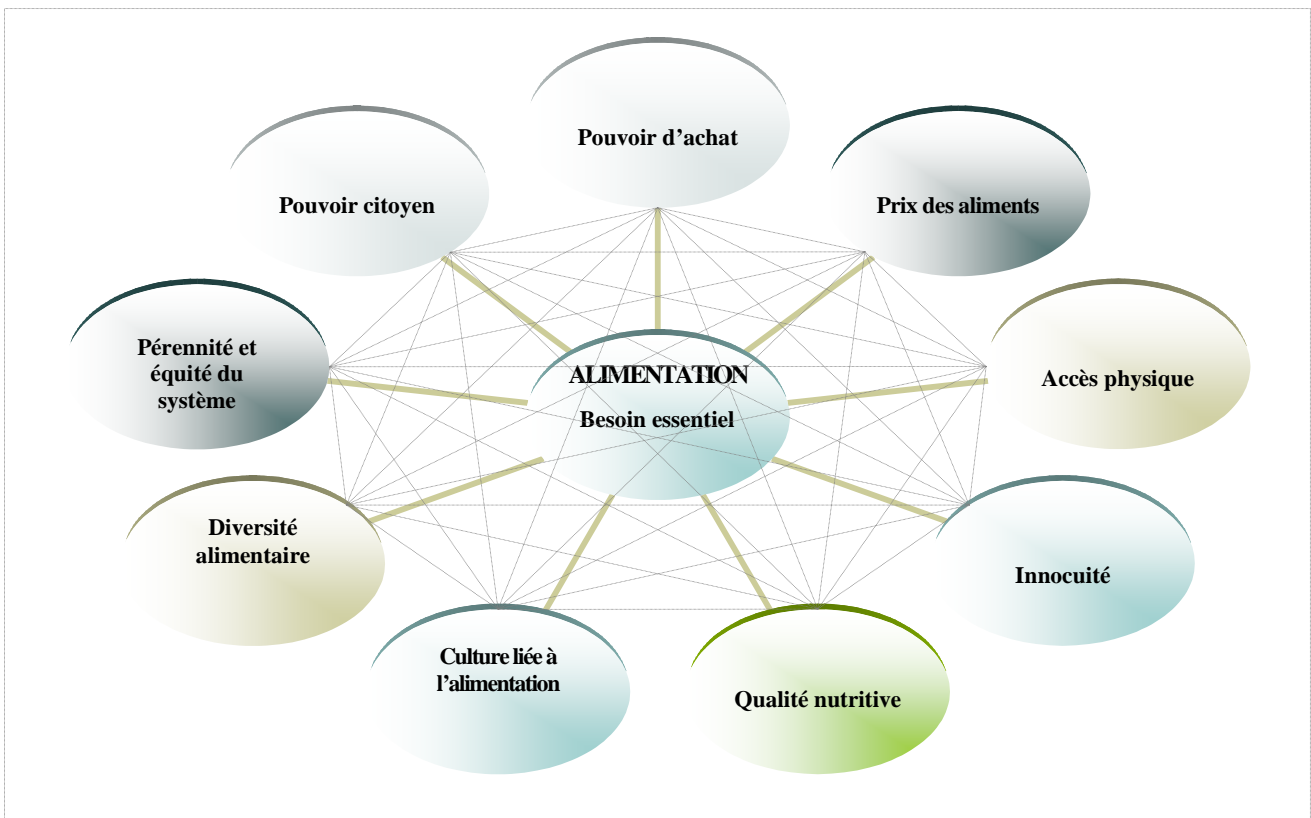 Pouvoir d’achat
Pouvoir citoyen
Prix des aliments
Pérennité et
équité du
système
ALIMENTATION
Besoin essentiel
Accès physique
Diversité
alimentaire
Innocuité
Culture liée à
l’alimentation
Qualité nutritive